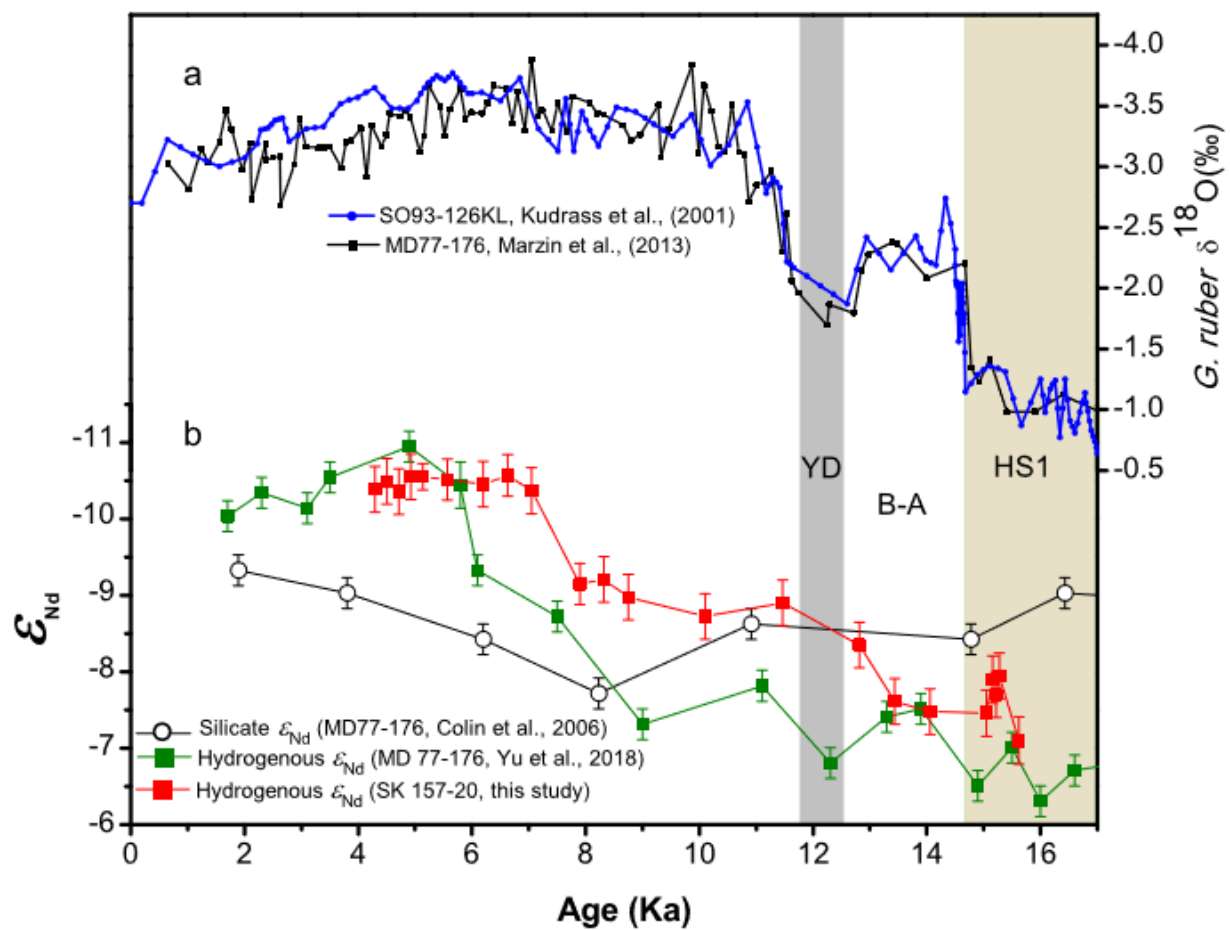 a
-4.0
-3.5
-3.0
-2.5
-2.0
-1.5
-1.0
-0.5
G. ruber δ¹⁸O(‰)
SO93-126KL, Kudrass et al., (2001)
MD77-176, Marzin et al., (2013)
b
YD
B-A
HS1
-11
-10
-9
-8
-7
-6
εNd
Silicate εNd (MD77-176, Colin et al., 2006)
Hydrogenous εNd (MD 77-176, Yu et al., 2018)
Hydrogenous εNd (SK 157-20, this study)
0 2 4 6 8 10 12 14 16
Age (Ka)